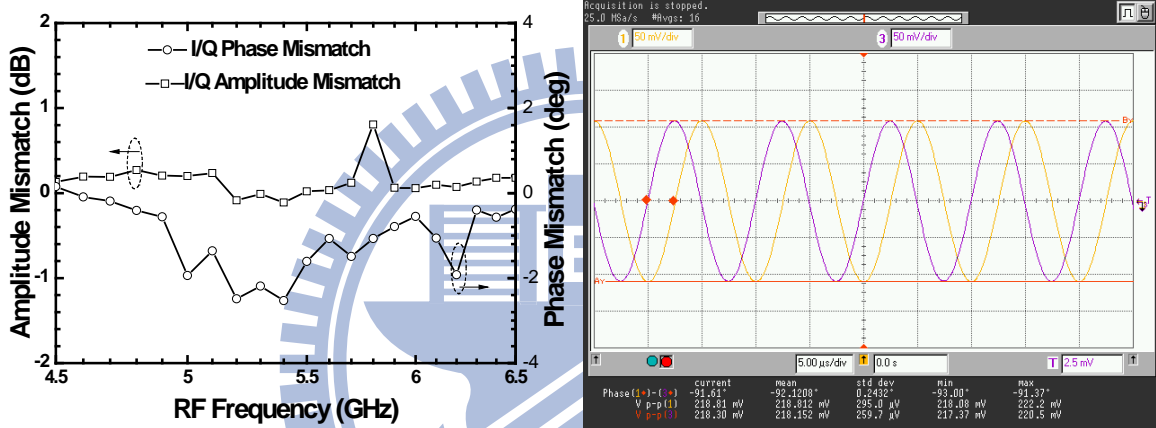 2
1
0
-1
-2
4
2
0
-2
-4
4.5
5
5.5
6
6.5
Amplitude Mismatch (dB)
Phase Mismatch (deg)
RF Frequency (GHz)
I/Q Phase Mismatch
I/Q Amplitude Mismatch
Acquisition is stopped.
25.0 MSa/s #Avgs: 16
1 50 mV/div
3 50 mV/div
By
T
Ay
5.00 µs/div
0.0 s
T 2.5 mV
current mean std dev min max
Phase(1)-( ) -91.61° -92.1208° 0.2432° -93.00° -91.37°
V p-p(1) 218.81 mV 218.812 mV 295.0 µV 218.08 mV 222.2 mV
V p-p( ) 218.30 mV 218.152 mV 259.7 µV 217.37 mV 220.5 mV